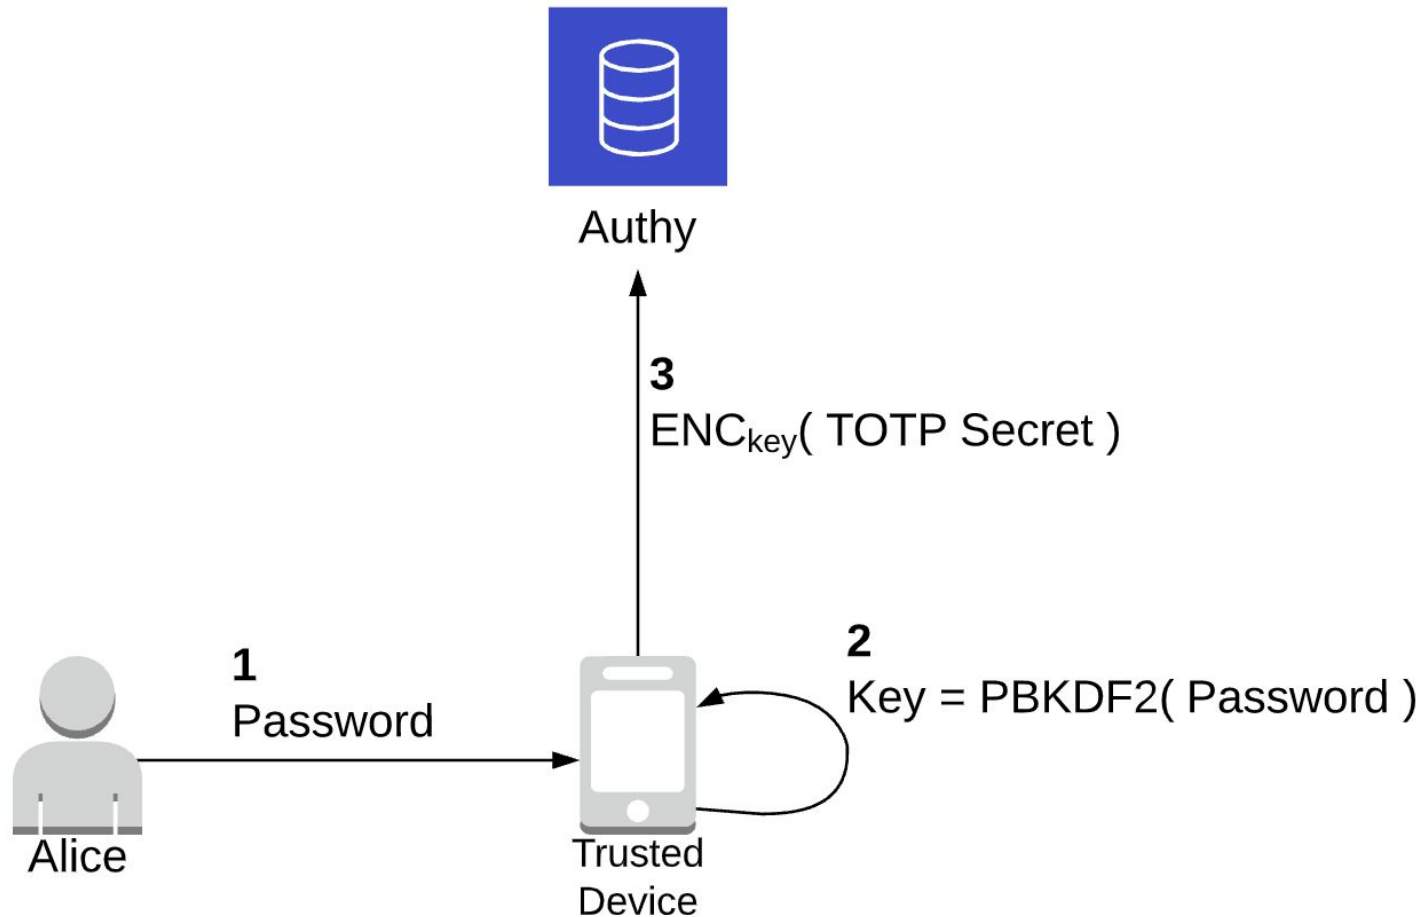 Authy
3
ENCkey( TOTP Secret )
2
Key = PBKDF2( Password )
1
Password
Alice
Trusted
Device